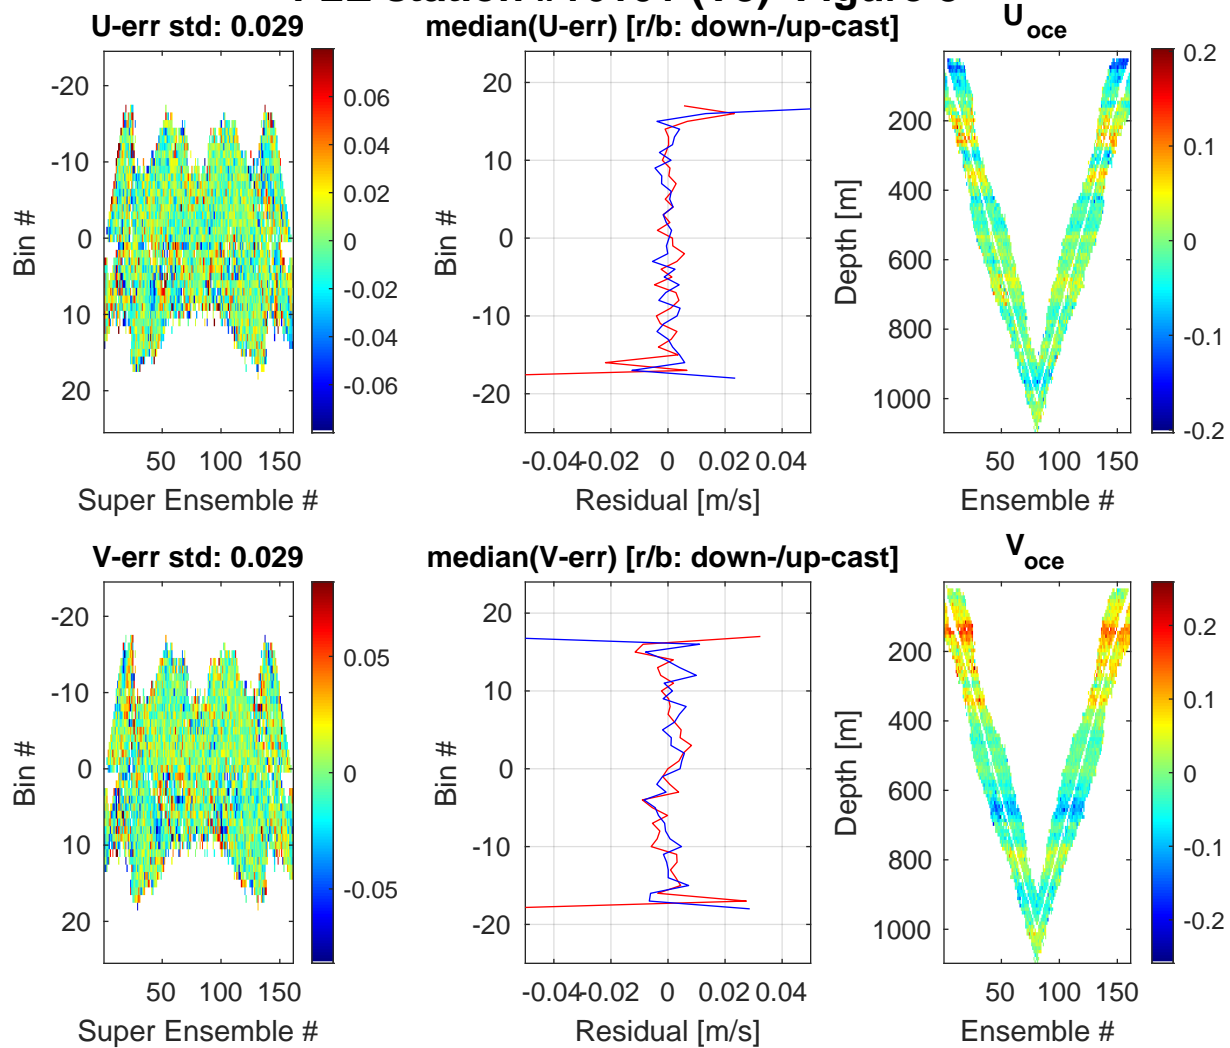 U-err std: 0.029
median(U-err) [r/b: down-/up-cast]
Uoce
-20
-10
0
10
20
Bin #
50 100 150
Super Ensemble #
0.06
0.04
0.02
0
-0.02
-0.04
-0.06
20
10
0
-10
-20
Bin #
-0.04 -0.02 0 0.02 0.04
Residual [m/s]
200
400
600
800
1000
Depth [m]
50 100 150
Ensemble #
0.2
0.1
0
-0.1
-0.2
V-err std: 0.029
median(V-err) [r/b: down-/up-cast]
Voce
-20
-10
0
10
20
Bin #
50 100 150
Super Ensemble #
0.05
0
-0.05
20
10
0
-10
-20
Bin #
-0.04 -0.02 0 0.02 0.04
Residual [m/s]
200
400
600
800
1000
Depth [m]
50 100 150
Ensemble #
0.2
0.1
0
-0.1
-0.2